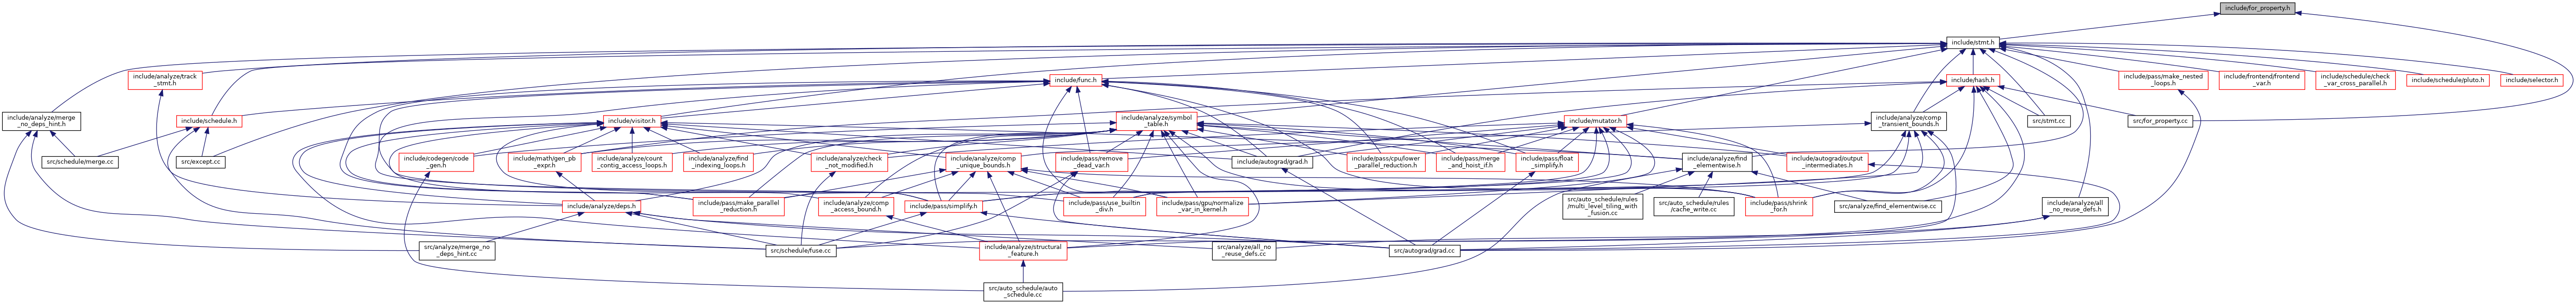 include/for_property.h
include/stmt.h
include/analyze/track
_stmt.h
include/func.h
include/hash.h
include/pass/make_nested
_loops.h
include/frontend/frontend
_var.h
include/schedule/check
_var_cross_parallel.h
include/schedule/pluto.h
include/selector.h
include/analyze/merge
_no_deps_hint.h
include/schedule.h
include/visitor.h
include/analyze/symbol
_table.h
include/mutator.h
include/analyze/comp
_transient_bounds.h
src/stmt.cc
src/for_property.cc
src/schedule/merge.cc
src/except.cc
include/codegen/code
_gen.h
include/math/gen_pb
_expr.h
include/analyze/count
_contig_access_loops.h
include/analyze/find
_indexing_loops.h
include/analyze/check
_not_modified.h
include/analyze/comp
_unique_bounds.h
include/pass/remove
_dead_var.h
include/autograd/grad.h
include/pass/cpu/lower
_parallel_reduction.h
include/pass/merge
_and_hoist_if.h
include/pass/float
_simplify.h
include/analyze/find
_elementwise.h
include/autograd/output
_intermediates.h
include/analyze/deps.h
include/pass/make_parallel
_reduction.h
include/analyze/comp
_access_bound.h
include/pass/simplify.h
include/pass/use_builtin
_div.h
include/pass/gpu/normalize
_var_in_kernel.h
src/auto_schedule/rules
/multi_level_tiling_with
_fusion.cc
src/auto_schedule/rules
/cache_write.cc
include/pass/shrink
_for.h
src/analyze/find_elementwise.cc
include/analyze/all
_no_reuse_defs.h
src/analyze/merge_no
_deps_hint.cc
src/schedule/fuse.cc
include/analyze/structural
_feature.h
src/analyze/all_no
_reuse_defs.cc
src/autograd/grad.cc
src/auto_schedule/auto
_schedule.cc